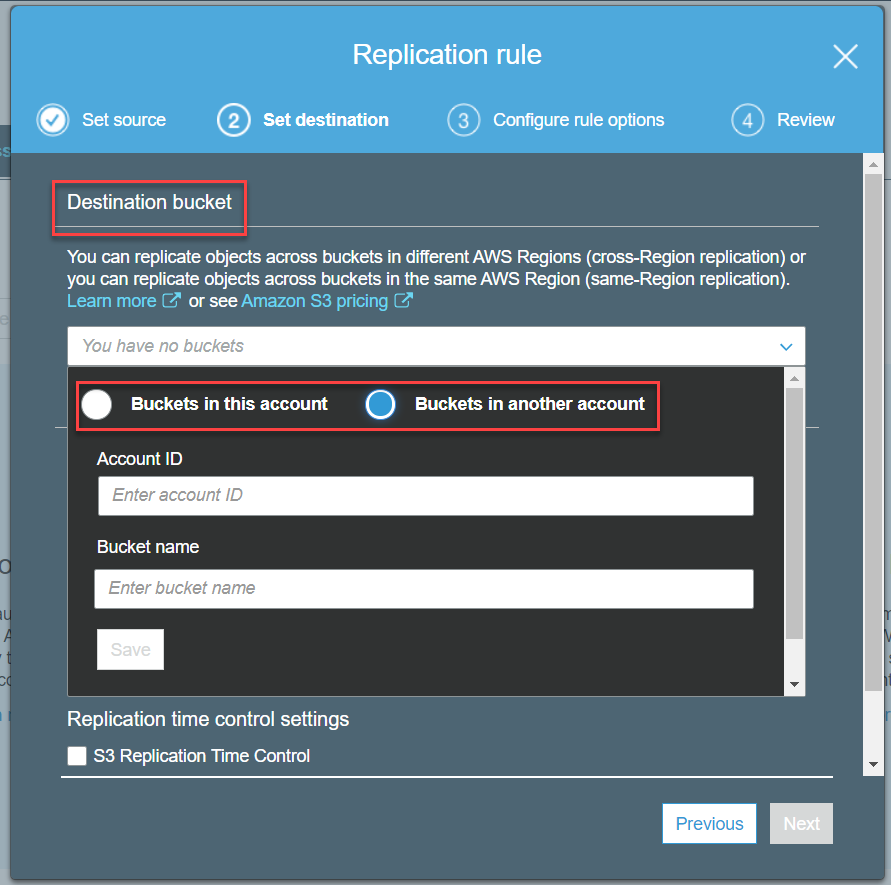 Replication rule
Set source
2 Set destination
3 Configure rule options
4 Review
Destination bucket
You can replicate objects across buckets in different AWS Regions (cross-Region replication) or
you can replicate objects across buckets in the same AWS Region (same-Region replication).
Learn more or see Amazon S3 pricing
You have no buckets
Buckets in this account Buckets in another account
Account ID
Enter account ID
Bucket name
Enter bucket name
Save
Replication time control settings
S3 Replication Time Control
Previous Next